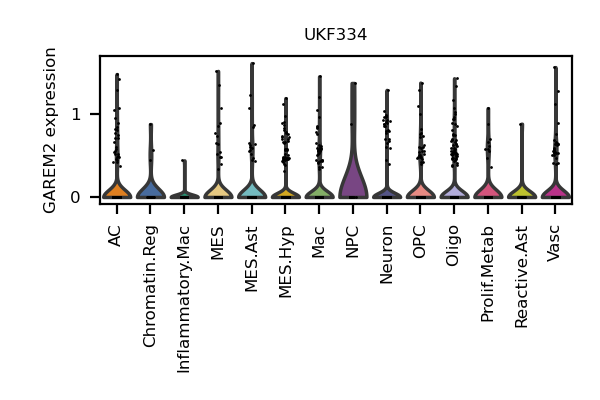 UKF334
GAREM2 expression
1
0
AC
Chromatin.Reg
Inflammatory.Mac
MES
MES.Ast
MES.Hyp
Mac
NPC
Neuron
OPC
Oligo
Prolif.Metab
Reactive.Ast
Vasc